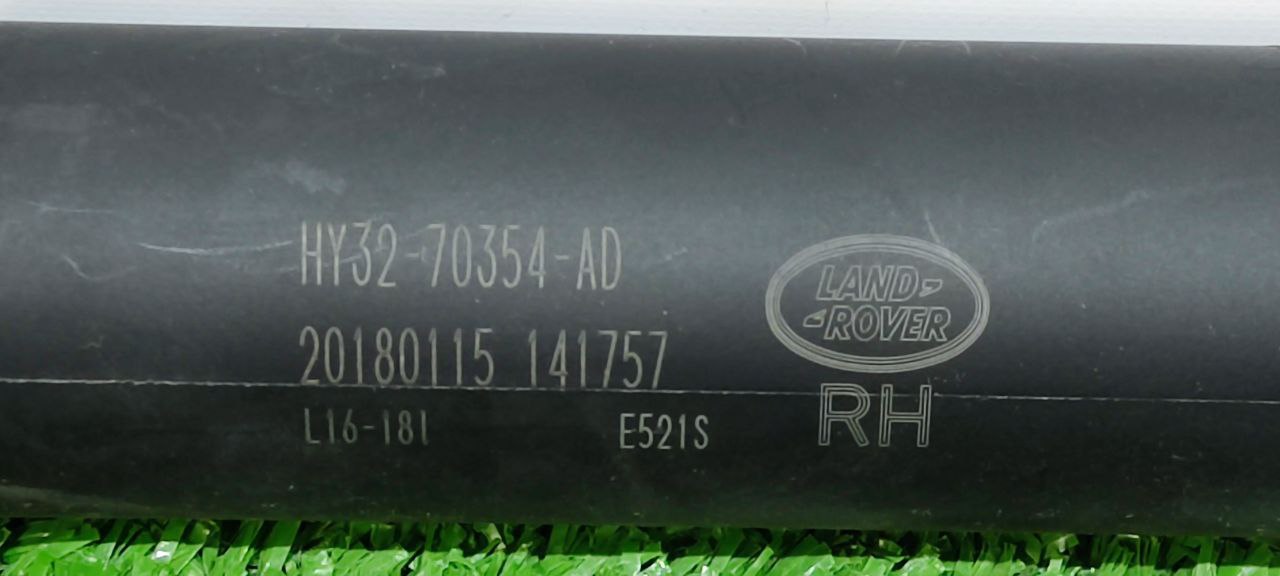 HY32-70354-AD
20180115 141757
L16-181 E521S
LAND-
-ROVER
RH